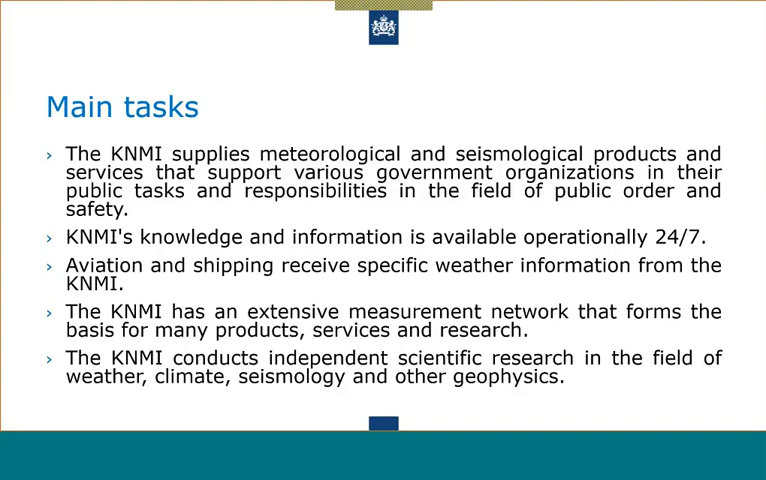 Main tasks
› The KNMI supplies meteorological and seismological products and
services that support various government organizations in their
public tasks and responsibilities in the field of public order and
safety.
› KNMI's knowledge and information is available operationally 24/7.
› Aviation and shipping receive specific weather information from the
KNMI.
› The KNMI has an extensive measurement network that forms the
basis for many products, services and research.
› The KNMI conducts independent scientific research in the field of
weather, climate, seismology and other geophysics.